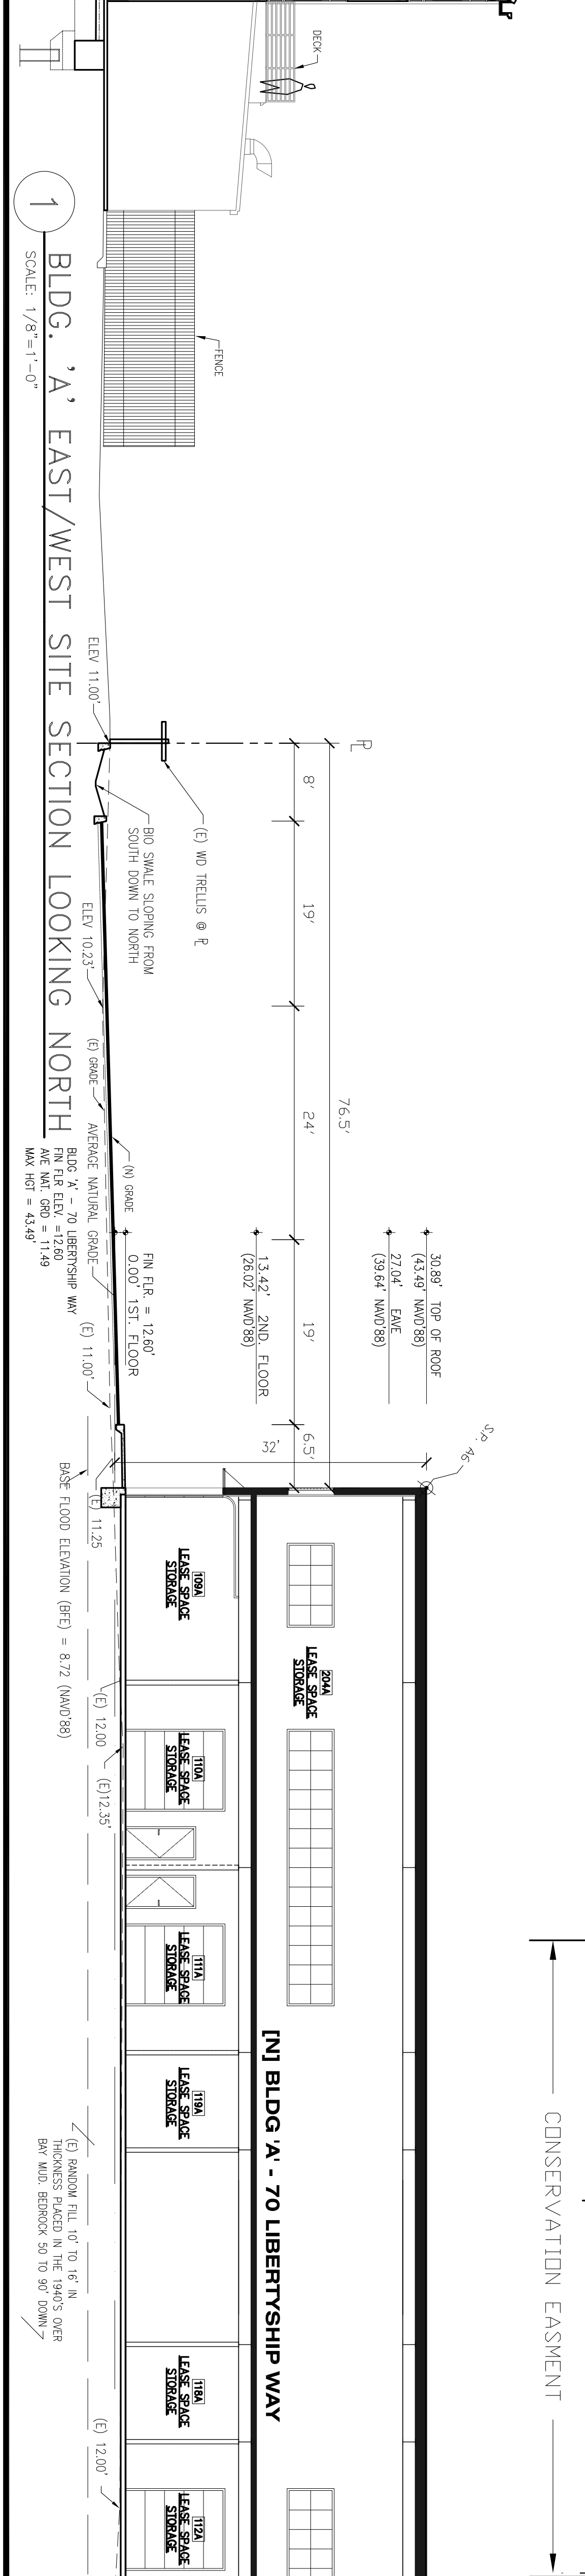 DECK
FENCE
1
BLDG. 'A' EAST/WEST SITE SECTION LOOKING NORTH
SCALE: 1/8"=1'-0"
PL
8'
19'
24'
19'
6.5'
76.5'
32'
(E) WD TRELLIS @ PL
BIO SWALE SLOPING FROM
SOUTH DOWN TO NORTH
ELEV 11.00'
ELEV 10.23'
(E) GRADE
(N) GRADE
AVERAGE NATURAL GRADE
BLDG 'A' - 70 LIBERTYSHIP WAY
FIN FLR ELEV. =12.60
AVE NAT. GRD = 11.49
MAX HGT = 43.49'
30.89' TOP OF ROOF
(43.49' NAVD'88)
27.04' EAVE
(39.64' NAVD'88)
13.42' 2ND. FLOOR
(26.02' NAVD'88)
FIN FLR. = 12.60'
0.00' 1ST. FLOOR
(E) 11.00'
(E) 11.25
BASE FLOOD ELEVATION (BFE) = 8.72 (NAVD'88)
(E) 12.00
(E)12.35'
109A
LEASE SPACE
STORAGE
204A
LEASE SPACE
STORAGE
110A
LEASE SPACE
STORAGE
111A
LEASE SPACE
STORAGE
119A
LEASE SPACE
STORAGE
[N] BLDG 'A' - 70 LIBERTYSHIP WAY
118A
LEASE SPACE
STORAGE
112A
LEASE SPACE
STORAGE
(E) RANDOM FILL 10' TO 16' IN
THICKNESS PLACED IN THE 1940'S OVER
BAY MUD. BEDROCK 50 TO 90' DOWN
(E) 12.00'
CONSERVATION EASMENT